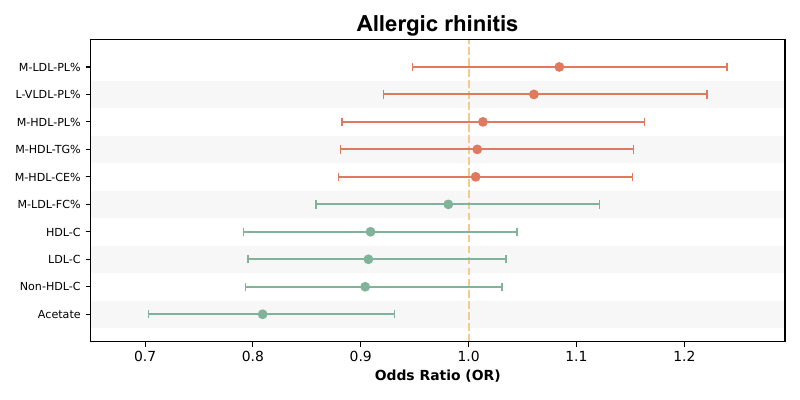 Allergic rhinitis
M-LDL-PL%
L-VLDL-PL%
M-HDL-PL%
M-HDL-TG%
M-HDL-CE%
M-LDL-FC%
HDL-C
LDL-C
Non-HDL-C
Acetate
0.7 0.8 0.9 1.0 1.1 1.2
Odds Ratio (OR)